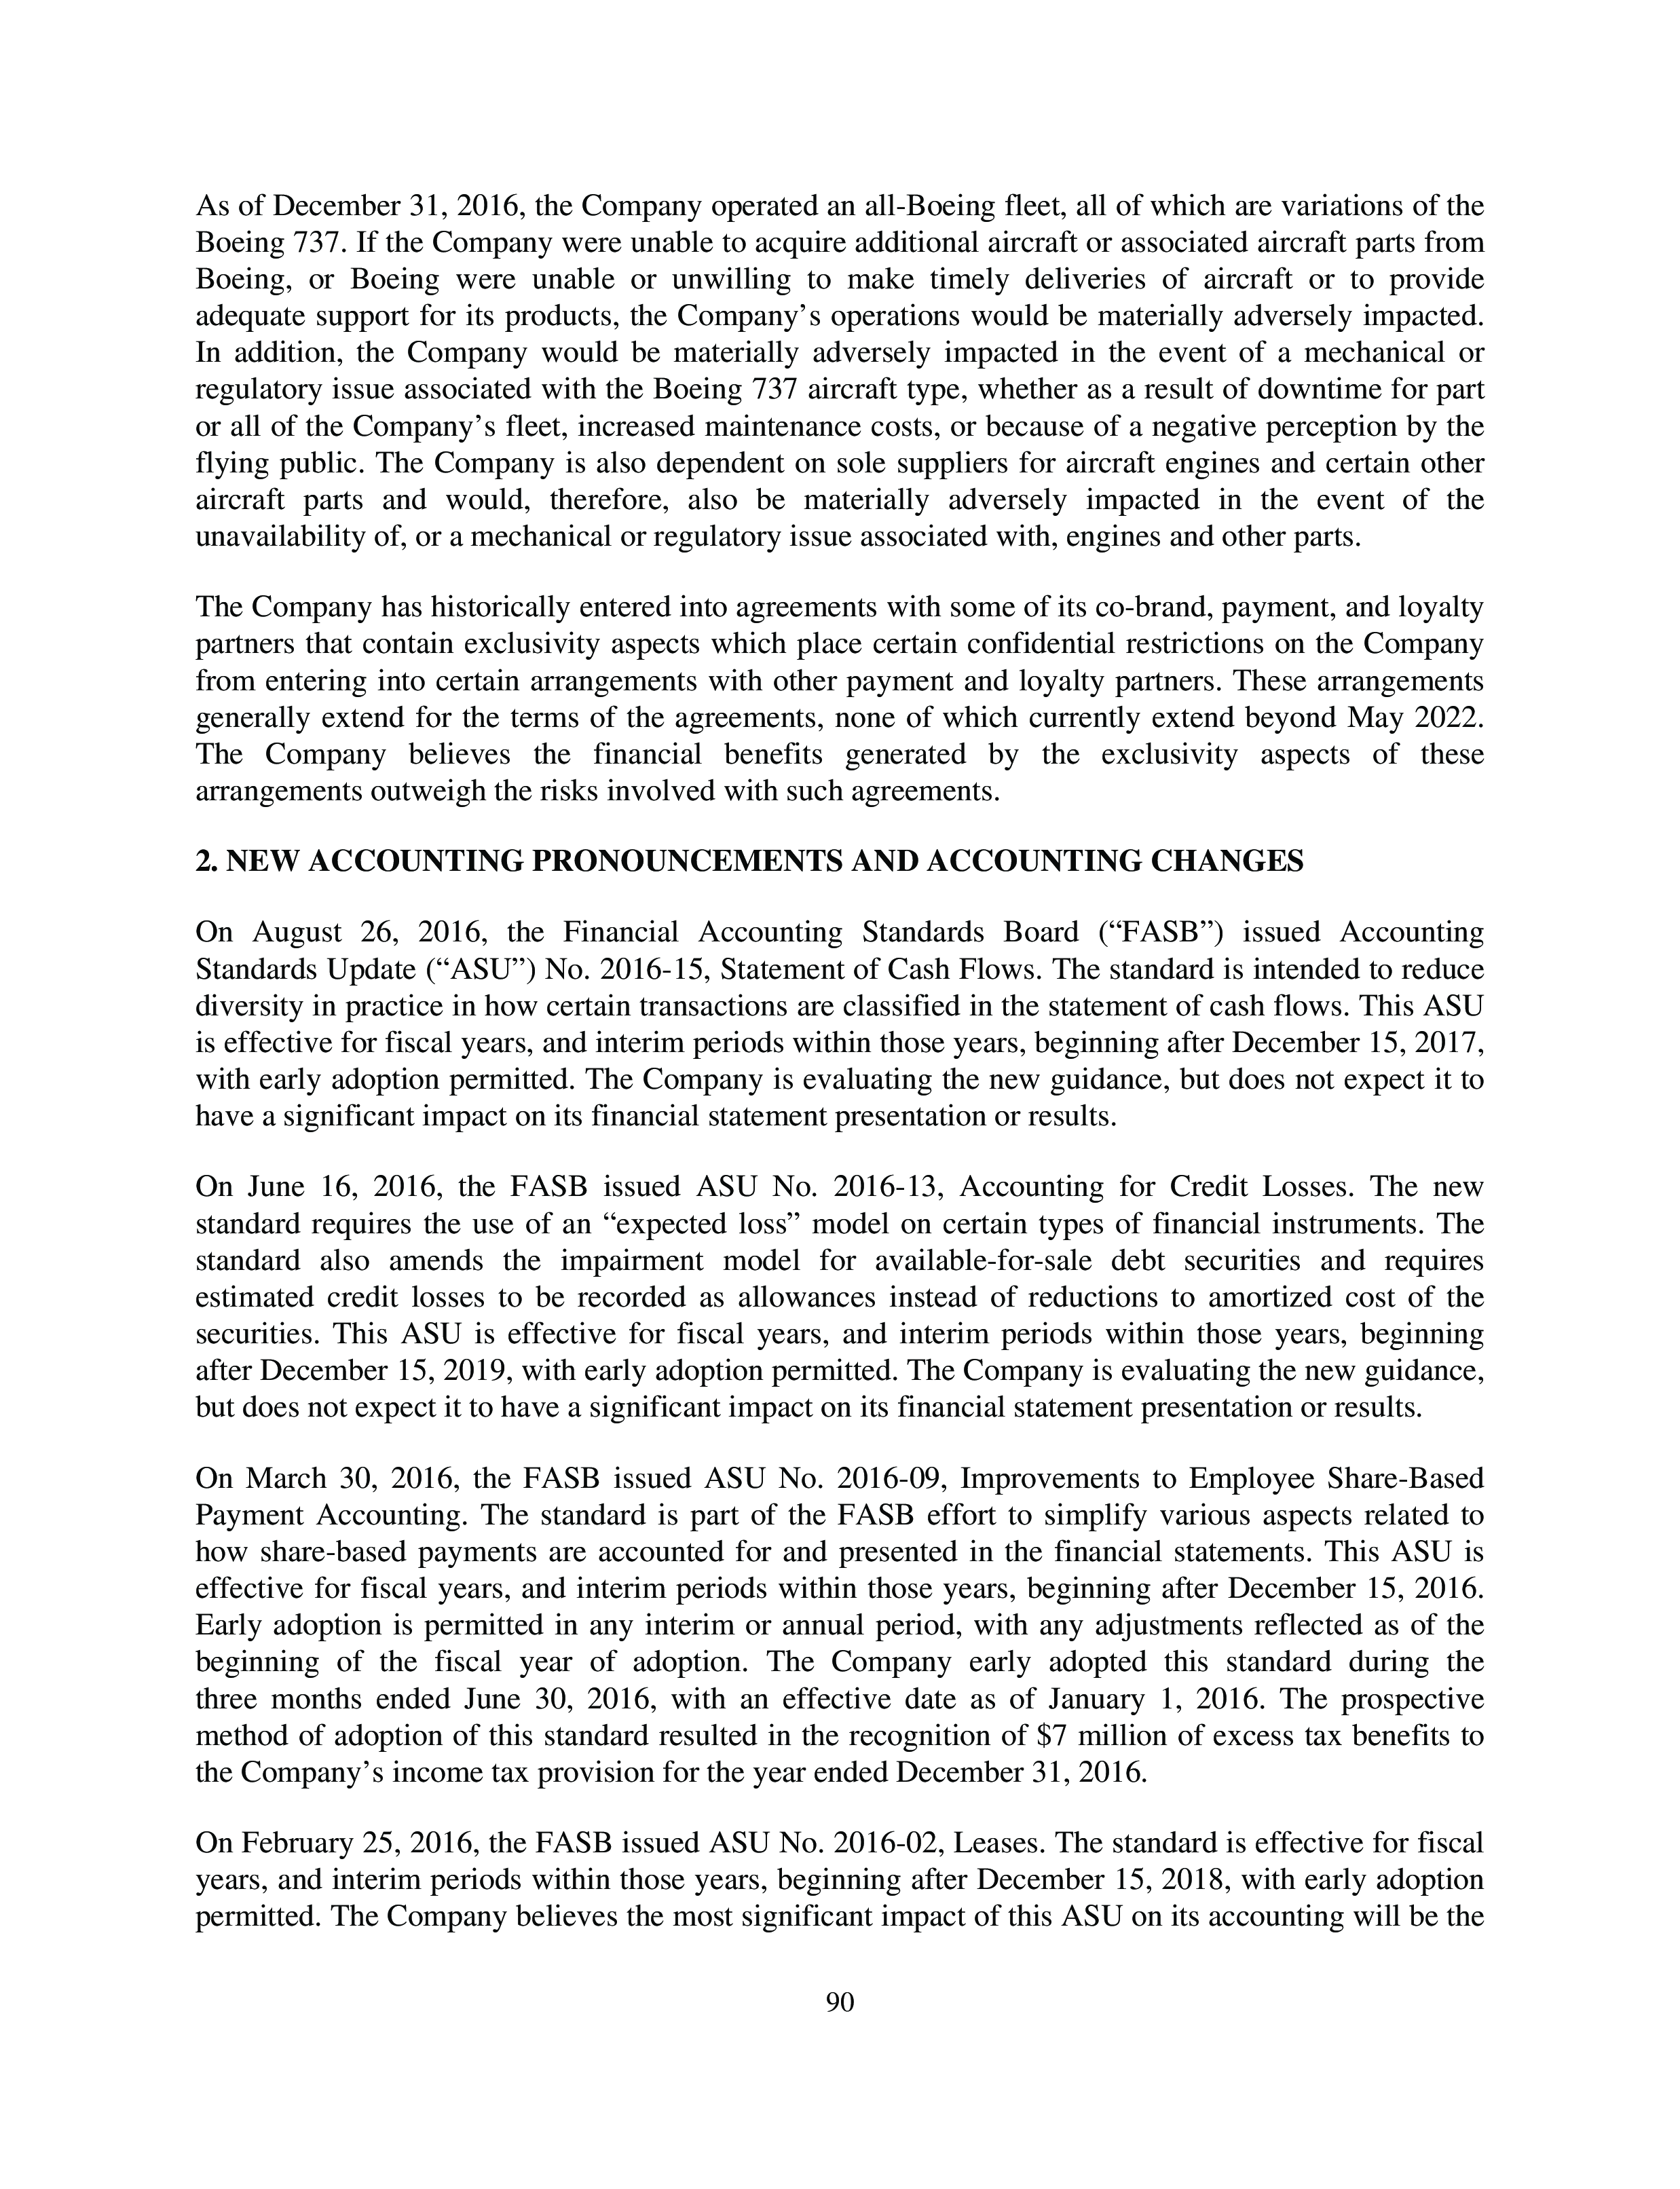 As of December 31, 2016, the Company operated an all-Boeing fleet, all of which are variations of the
Boeing 737. If the Company were unable to acquire additional aircraft or associated aircraft parts from
Boeing, or Boeing were unable or unwilling to make timely deliveries of aircraft or to provide
adequate support for its products, the Company’s operations would be materially adversely impacted.
In addition, the Company would be materially adversely impacted in the event of a mechanical or
regulatory issue associated with the Boeing 737 aircraft type, whether as a result of downtime for part
or all of the Company’s fleet, increased maintenance costs, or because of a negative perception by the
flying public. The Company is also dependent on sole suppliers for aircraft engines and certain other
aircraft parts and would, therefore, also be materially adversely impacted in the event of the
unavailability of, or a mechanical or regulatory issue associated with, engines and other parts.
The Company has historically entered into agreements with some of its co-brand, payment, and loyalty
partners that contain exclusivity aspects which place certain confidential restrictions on the Company
from entering into certain arrangements with other payment and loyalty partners. These arrangements
generally extend for the terms of the agreements, none of which currently extend beyond May 2022.
The Company believes the financial benefits generated by the exclusivity aspects of these
arrangements outweigh the risks involved with such agreements.
2. NEW ACCOUNTING PRONOUNCEMENTS AND ACCOUNTING CHANGES
On August 26, 2016, the Financial Accounting Standards Board (“FASB”) issued Accounting
Standards Update (“ASU”) No. 2016-15, Statement of Cash Flows. The standard is intended to reduce
diversity in practice in how certain transactions are classified in the statement of cash flows. This ASU
is effective for fiscal years, and interim periods within those years, beginning after December 15, 2017,
with early adoption permitted. The Company is evaluating the new guidance, but does not expect it to
have a significant impact on its financial statement presentation or results.
On June 16, 2016, the FASB issued ASU No. 2016-13, Accounting for Credit Losses. The new
standard requires the use of an “expected loss” model on certain types of financial instruments. The
standard also amends the impairment model for available-for-sale debt securities and requires
estimated credit losses to be recorded as allowances instead of reductions to amortized cost of the
securities. This ASU is effective for fiscal years, and interim periods within those years, beginning
after December 15, 2019, with early adoption permitted. The Company is evaluating the new guidance,
but does not expect it to have a significant impact on its financial statement presentation or results.
On March 30, 2016, the FASB issued ASU No. 2016-09, Improvements to Employee Share-Based
Payment Accounting. The standard is part of the FASB effort to simplify various aspects related to
how share-based payments are accounted for and presented in the financial statements. This ASU is
effective for fiscal years, and interim periods within those years, beginning after December 15, 2016.
Early adoption is permitted in any interim or annual period, with any adjustments reflected as of the
beginning of the fiscal year of adoption. The Company early adopted this standard during the
three months ended June 30, 2016, with an effective date as of January 1, 2016. The prospective
method of adoption of this standard resulted in the recognition of $7 million of excess tax benefits to
the Company’s income tax provision for the year ended December 31, 2016.
On February 25, 2016, the FASB issued ASU No. 2016-02, Leases. The standard is effective for fiscal
years, and interim periods within those years, beginning after December 15, 2018, with early adoption
permitted. The Company believes the most significant impact of this ASU on its accounting will be the
90